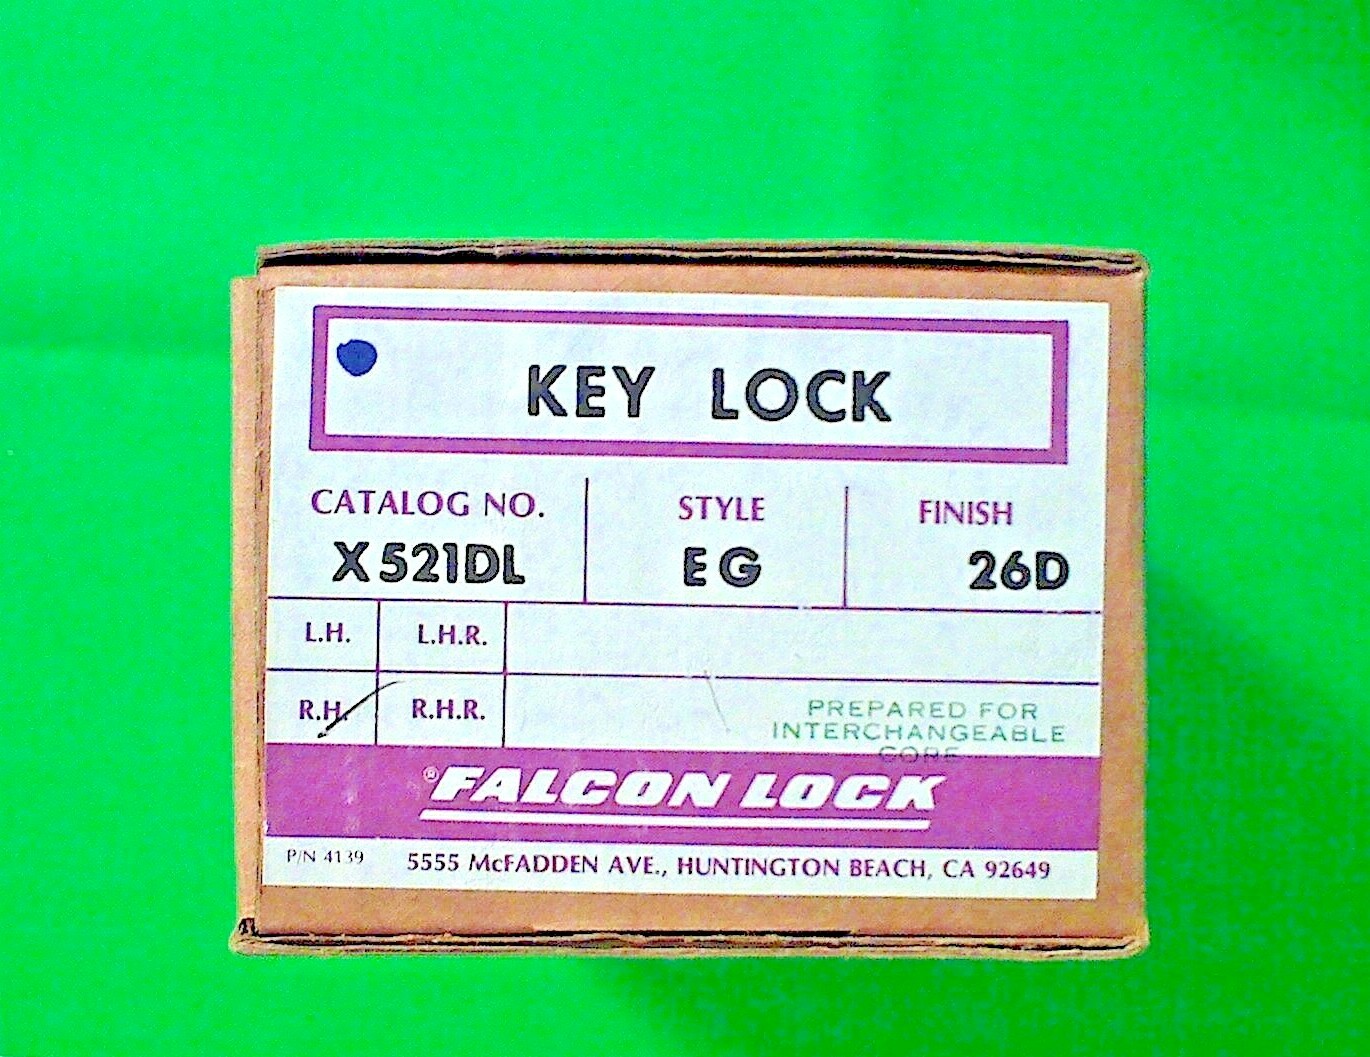 KEY LOCK
CATALOG NO. STYLE FINISH
X521DL EG 26D
L.H. L.H.R.
R.H. R.H.R.
PREPARED FOR
INTERCHANGEABLE
CORE
® FALCON LOCK
P/N 4139 5555 McFADDEN AVE., HUNTINGTON BEACH, CA 92649